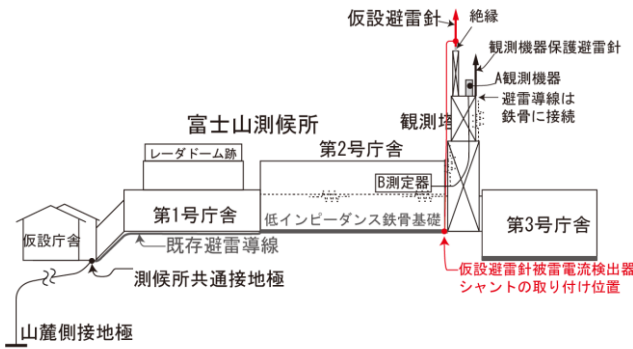 仮設避雷針
絶縁
観測機器保護避雷針
A観測機器
避雷導線は
鉄骨に接続
富士山測候所
観測塔
レーダドーム跡
第2号庁舎
B測定器
仮設庁舎
第1号庁舎
低インピーダンス鉄骨基礎
第3号庁舎
既存避雷導線
測候所共通接地極
仮設避雷針被雷電流検出器
シャントの取り付け位置
山麓側接地極